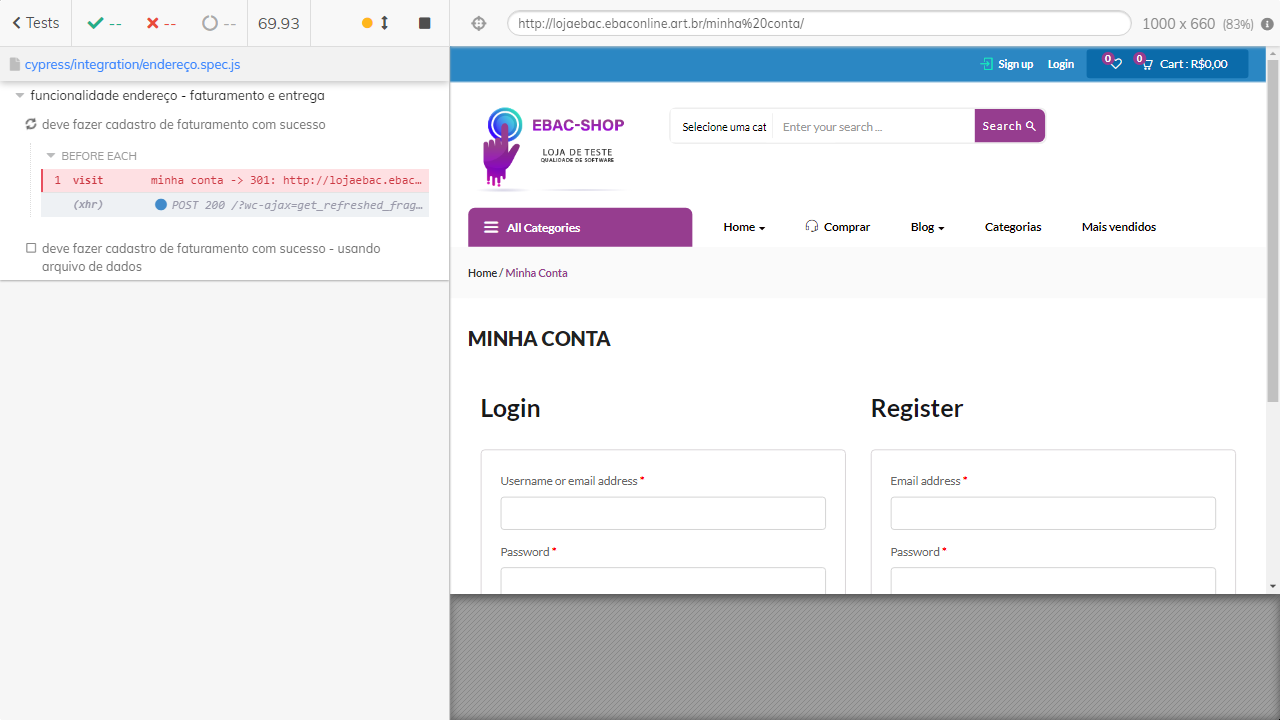 Tests
--
--
--
69.93
http://lojaebac.ebaconline.art.br/minha%20conta/
1000 x 660 (83%)
cypress/integration/endereço.spec.js
Sign up
Login
0
0
Cart : R$0,00
funcionalidade endereço - faturamento e entrega
deve fazer cadastro de faturamento com sucesso
BEFORE EACH
1 visit minha conta -> 301: http://lojaebac.ebac...
(xhr) POST 200 /?wc-ajax=get_refreshed_frag...
deve fazer cadastro de faturamento com sucesso - usando
arquivo de dados
EBAC-SHOP
LOJA DE TESTE
QUALIDADE DE SOFTWARE
Selecione uma cat
Enter your search ...
Search
All Categories
Home
Comprar
Blog
Categorias
Mais vendidos
Home / Minha Conta
MINHA CONTA
Login
Username or email address *
Password *
Register
Email address *
Password *